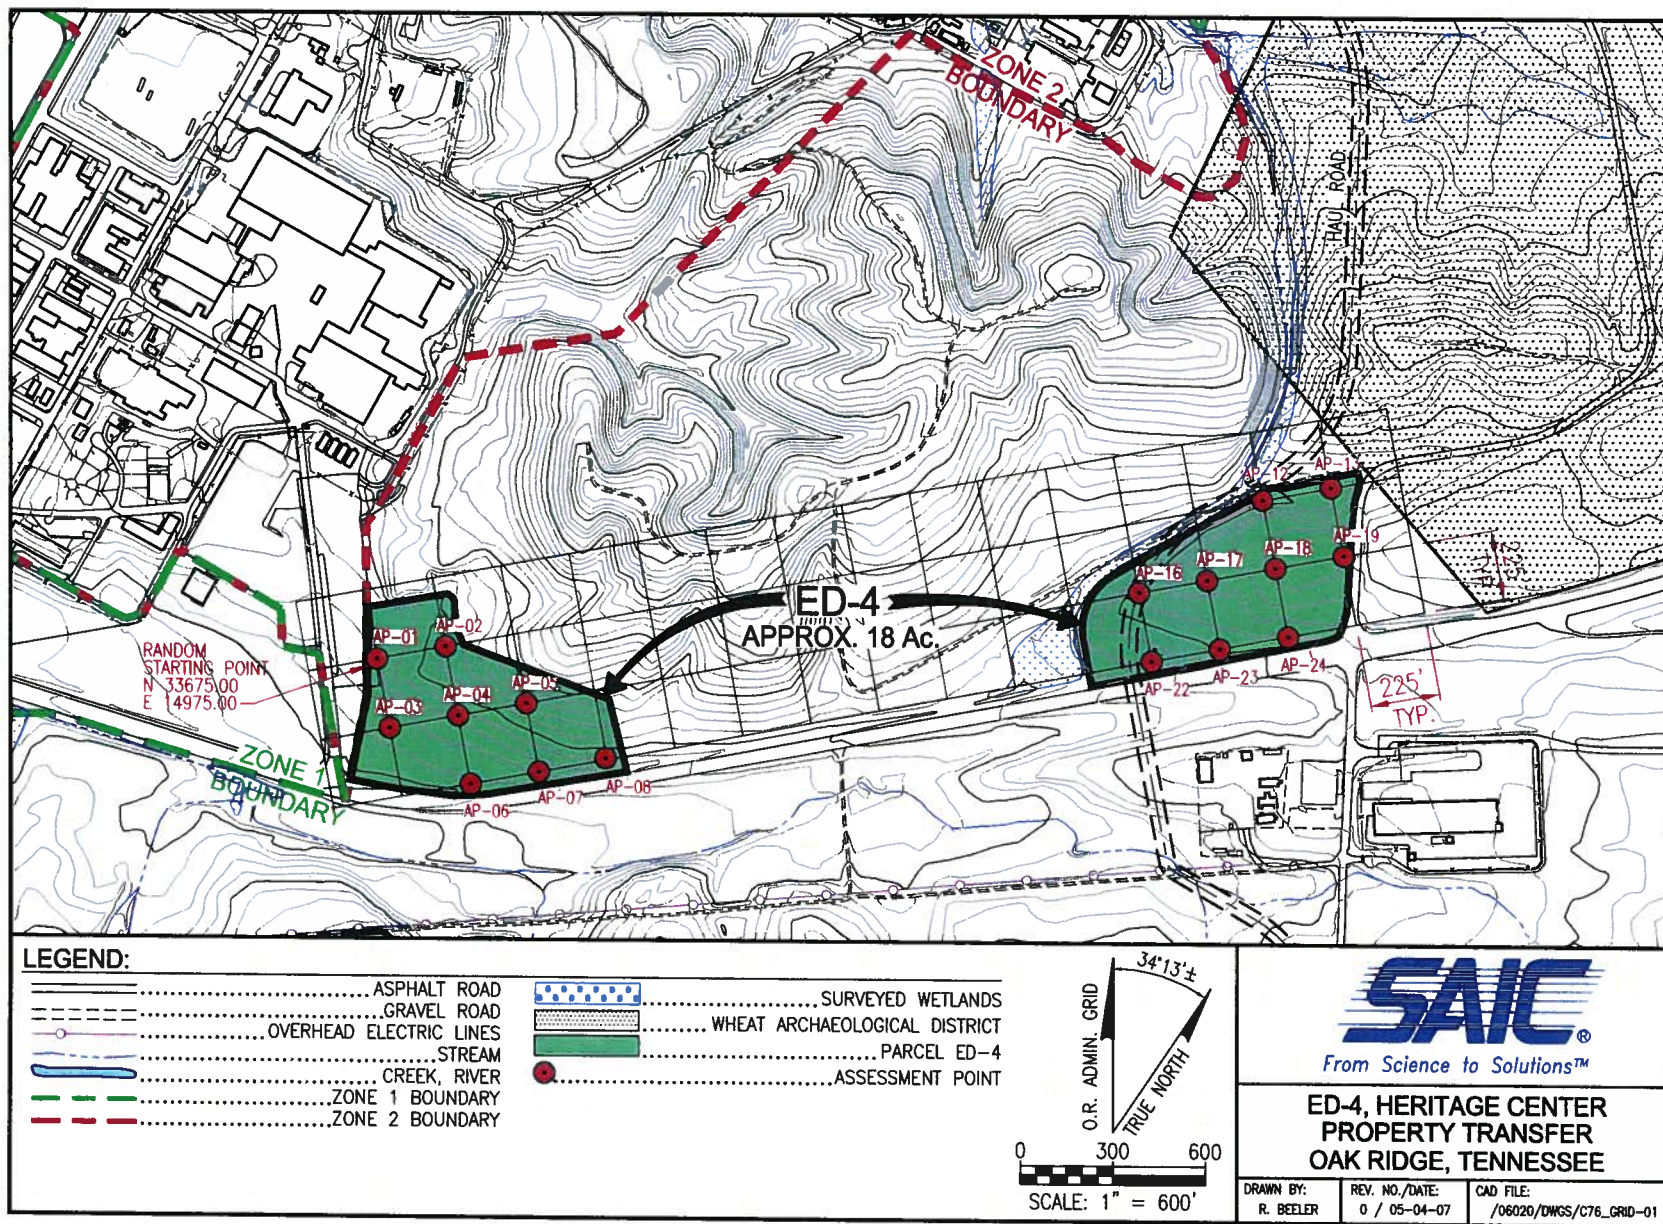 ZONE 2
BOUNDARY
HAUL ROAD
AP-12
AP-17
AP-18
AP-19
AP-16
225'
TYP.
ED-4
APPROX. 18 Ac.
AP-01
AP-02
RANDOM
STARTING POINT
N 33675.00
E 14975.00
AP-03
AP-04
AP-05
AP-22
AP-23
AP-24
225'
TYP.
ZONE 1
BOUNDARY
AP-06
AP-07
AP-08
LEGEND:
ASPHALT ROAD
GRAVEL ROAD
OVERHEAD ELECTRIC LINES
STREAM
CREEK, RIVER
ZONE 1 BOUNDARY
ZONE 2 BOUNDARY
SURVEYED WETLANDS
WHEAT ARCHAEOLOGICAL DISTRICT
PARCEL ED-4
ASSESSMENT POINT
34°13'±
O.R. ADMIN. GRID
TRUE NORTH
0 300 600
SCALE: 1" = 600'
SAIC®
From Science to Solutions™
ED-4, HERITAGE CENTER
PROPERTY TRANSFER
OAK RIDGE, TENNESSEE
DRAWN BY:
R. BEELER
REV. NO./DATE:
0 / 05-04-07
CAD FILE:
/06020/DWGS/C76_GRID-01